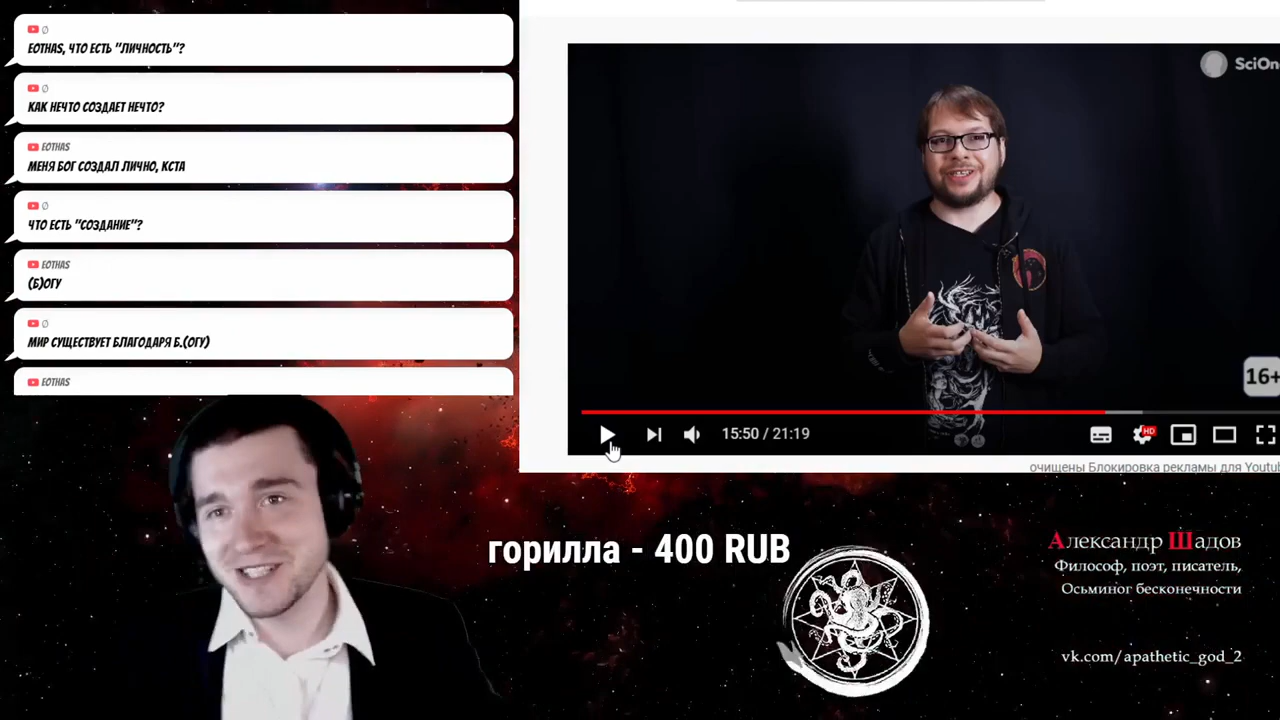 Ø
EOTHAS, ЧТО ЕСТЬ "ЛИЧНОСТЬ"?
Ø
КАК НЕЧТО СОЗДАЕТ НЕЧТО?
EOTHAS
МЕНЯ БОГ СОЗДАЛ ЛИЧНО, КСТА
Ø
ЧТО ЕСТЬ "СОЗДАНИЕ"?
EOTHAS
(Б)ОГУ
Ø
МИР СУЩЕСТВУЕТ БЛАГОДАРЯ Б.(ОГУ)
EOTHAS
SciOn
16+
15:50 / 21:19
HD
очищены Блокировка рекламы для Youtub
горилла - 400 RUB
Александр Шадов
Философ, поэт, писатель,
Осьминог бесконечности
vk.com/apathetic_god_2